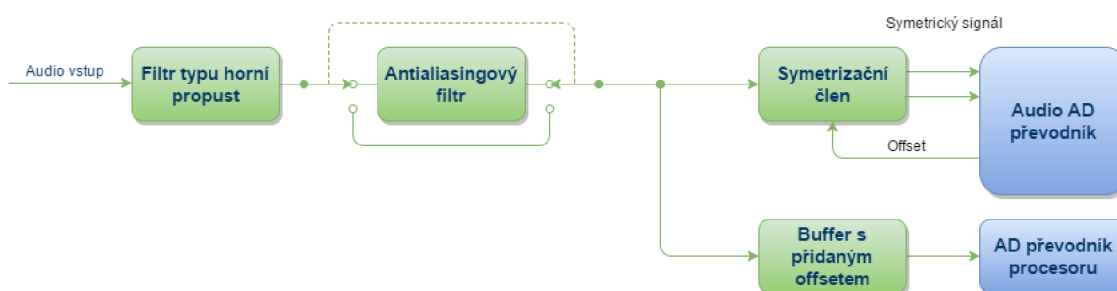 Symetrický signál
Audio vstup
Filtr typu horní
propust
Antialiasingový
filtr
Symetrizační
člen
Audio AD
převodník
Offset
Buffer s
přidaným
offsetem
AD převodník
procesoru